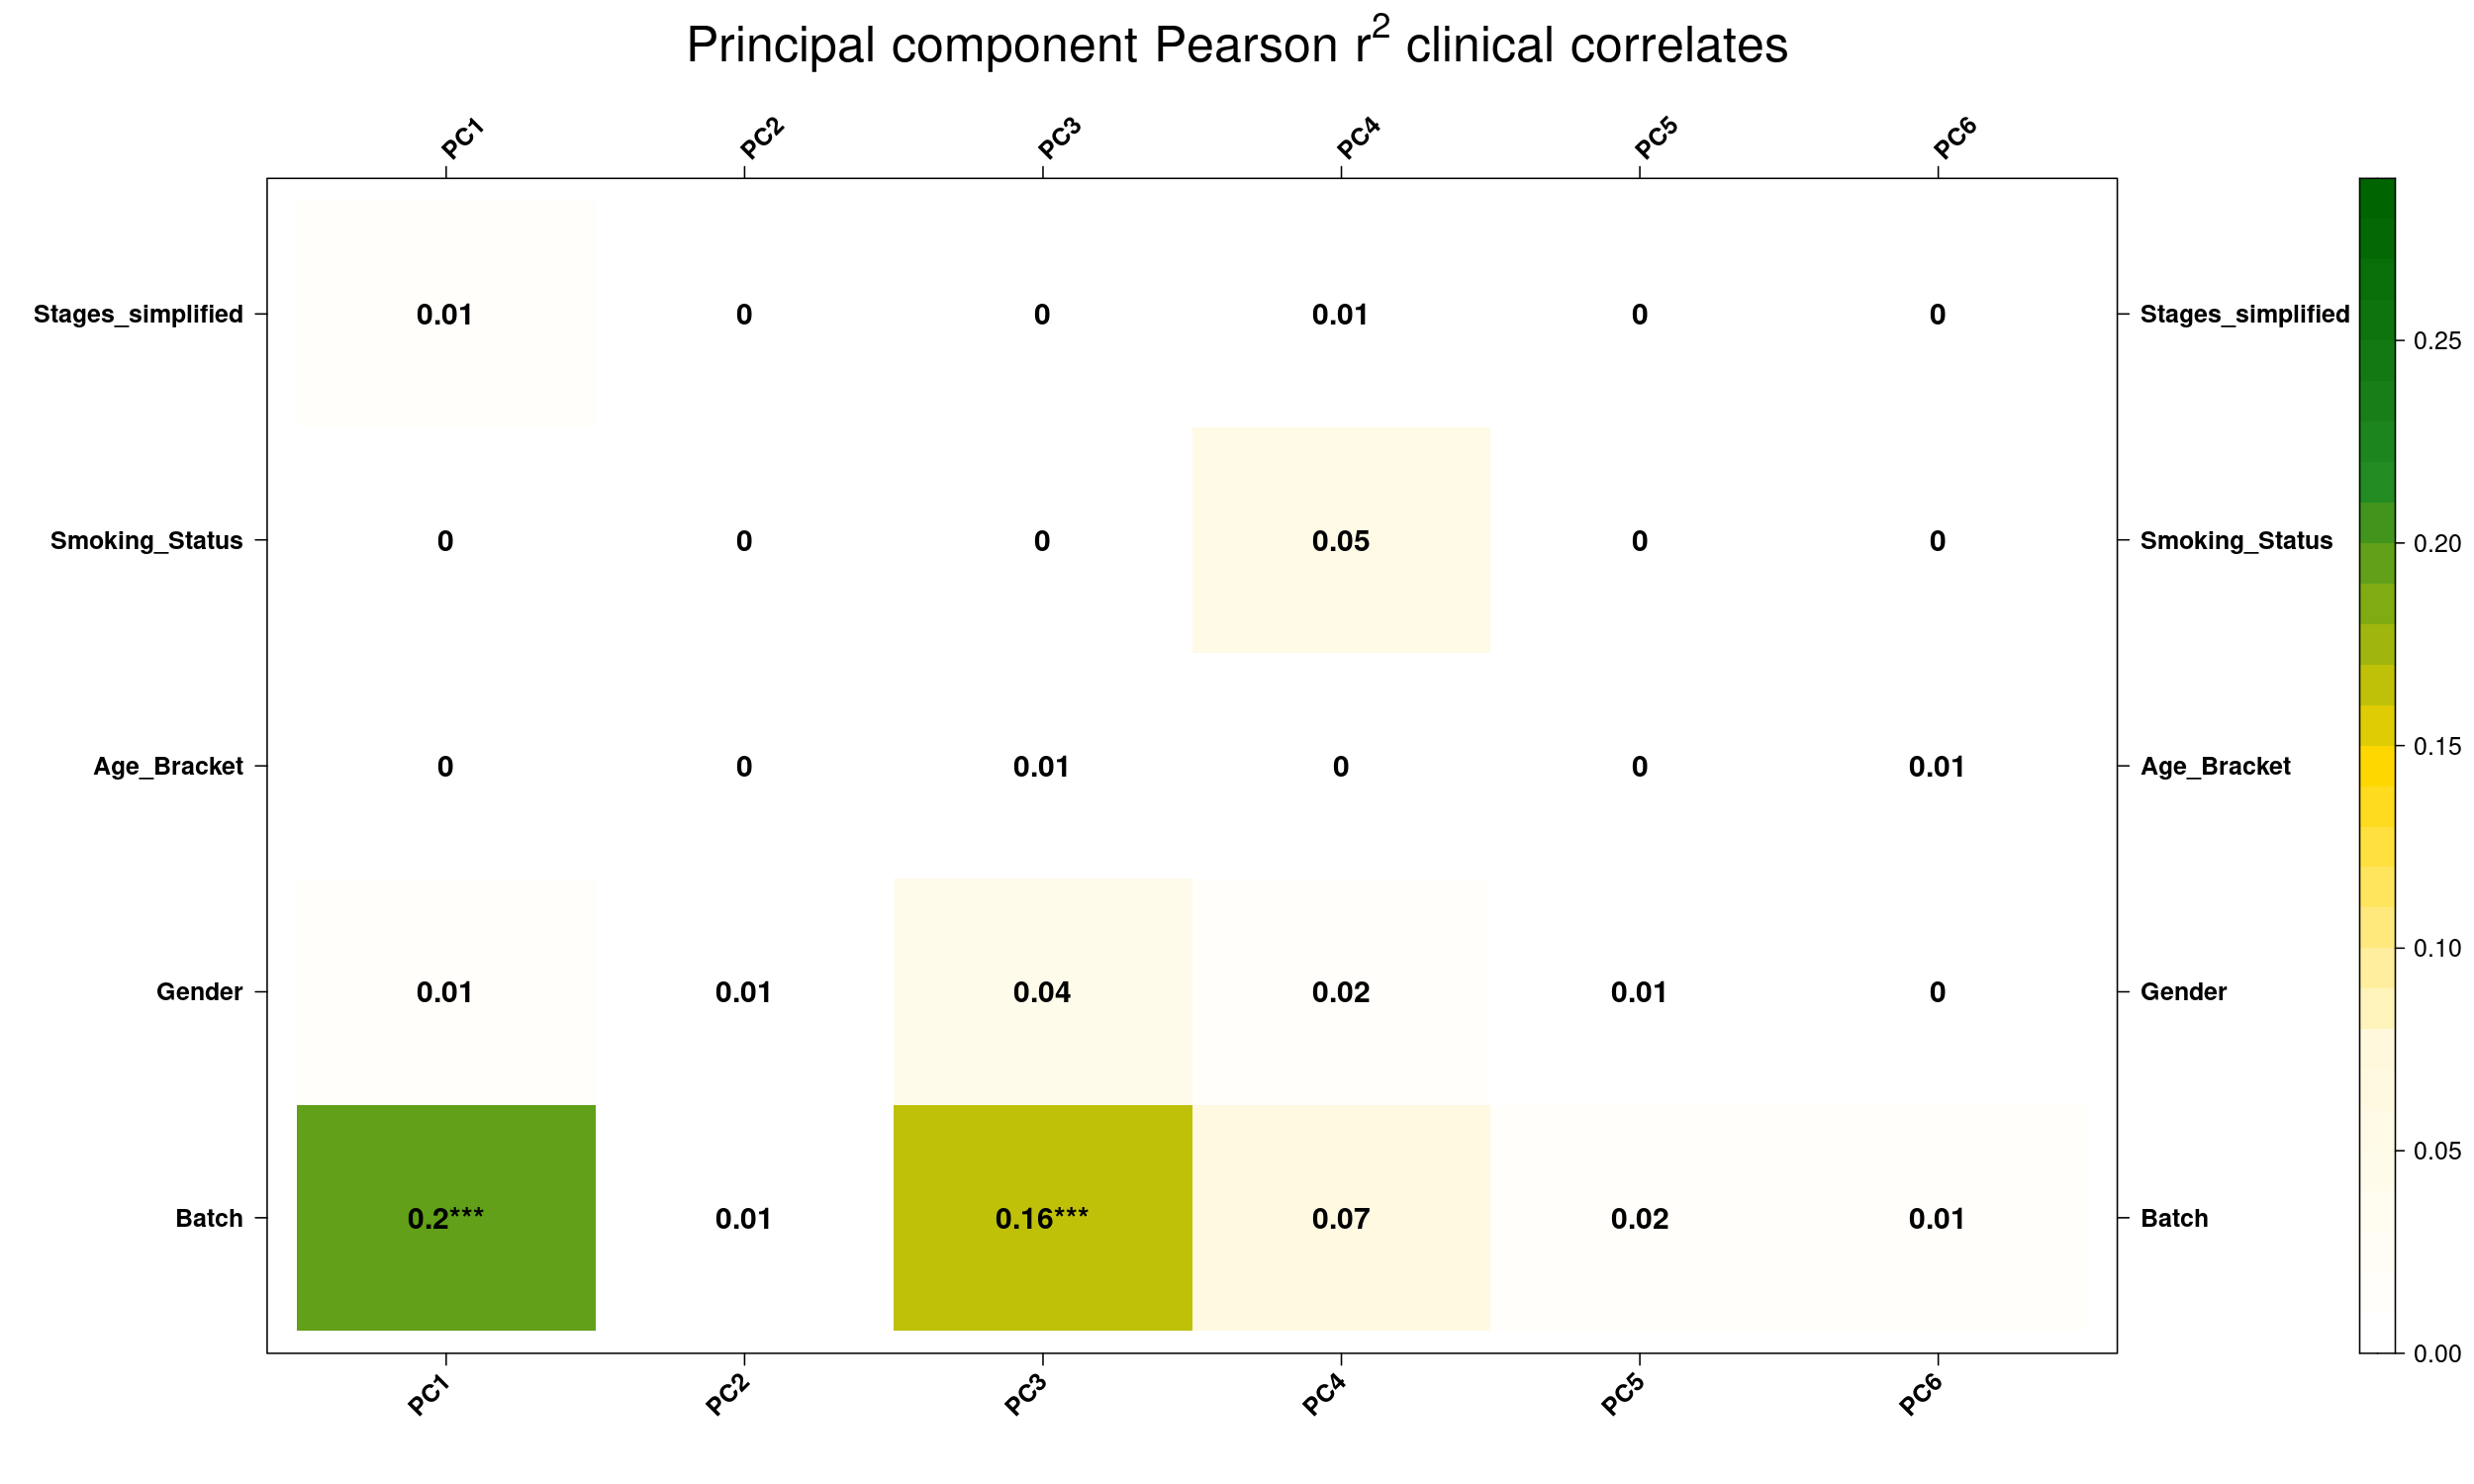 Principal component Pearson r² clinical correlates
PC1 PC2 PC3 PC4 PC5 PC6
Stages_simplified 0.01 0 0 0.01 0 0 Stages_simplified
0.25
Smoking_Status 0 0 0 0.05 0 0 Smoking_Status 0.20
Age_Bracket 0 0 0.01 0 0 0.01 Age_Bracket 0.15
0.10
Gender 0.01 0.01 0.04 0.02 0.01 0 Gender
0.05
Batch 0.2*** 0.01 0.16*** 0.07 0.02 0.01 Batch
0.00
PC1 PC2 PC3 PC4 PC5 PC6